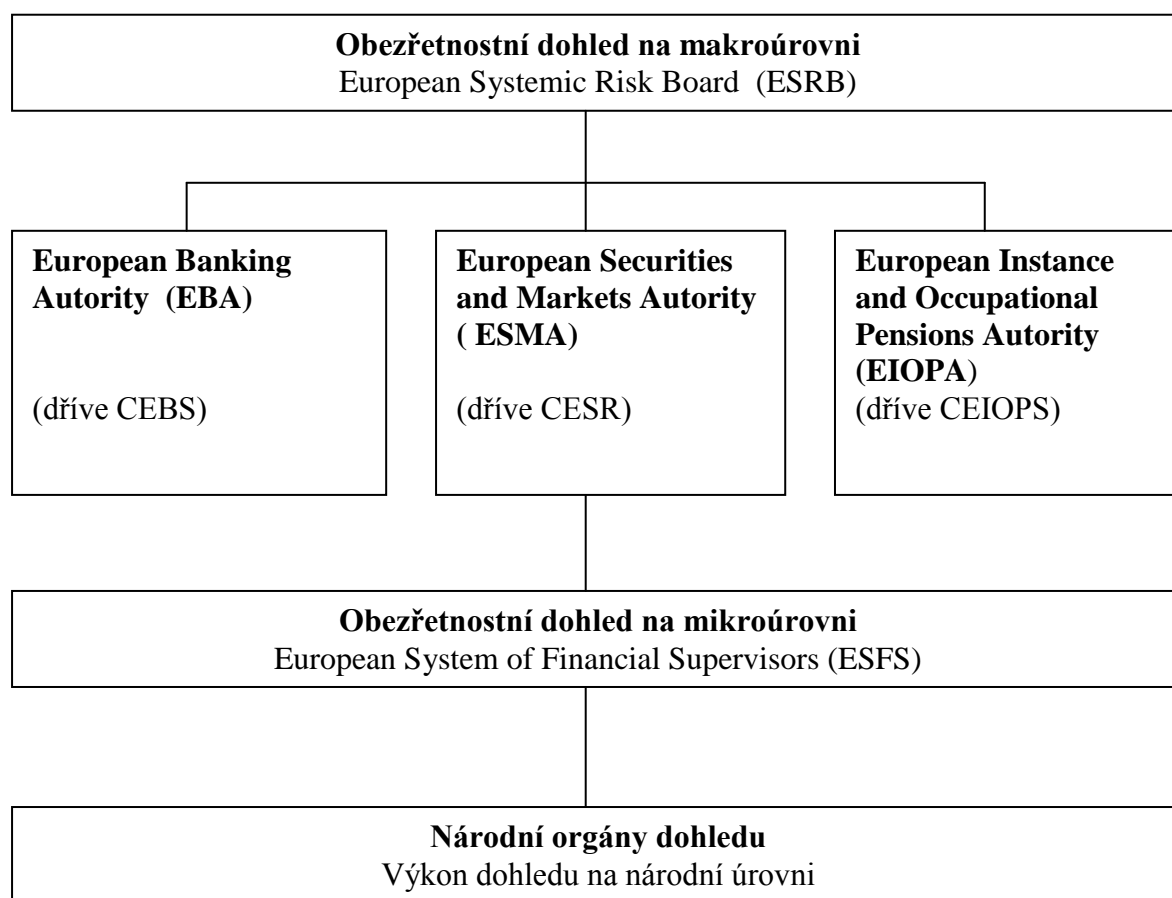 Obezřetnostní dohled na makroúrovni
European Systemic Risk Board (ESRB)
European Banking
Autority (EBA)
(dříve CEBS)
European Securities
and Markets Autority
( ESMA)
(dříve CESR)
European Instance
and Occupational
Pensions Autority
(EIOPA)
(dříve CEIOPS)
Obezřetnostní dohled na mikroúrovni
European System of Financial Supervisors (ESFS)
Národní orgány dohledu
Výkon dohledu na národní úrovni